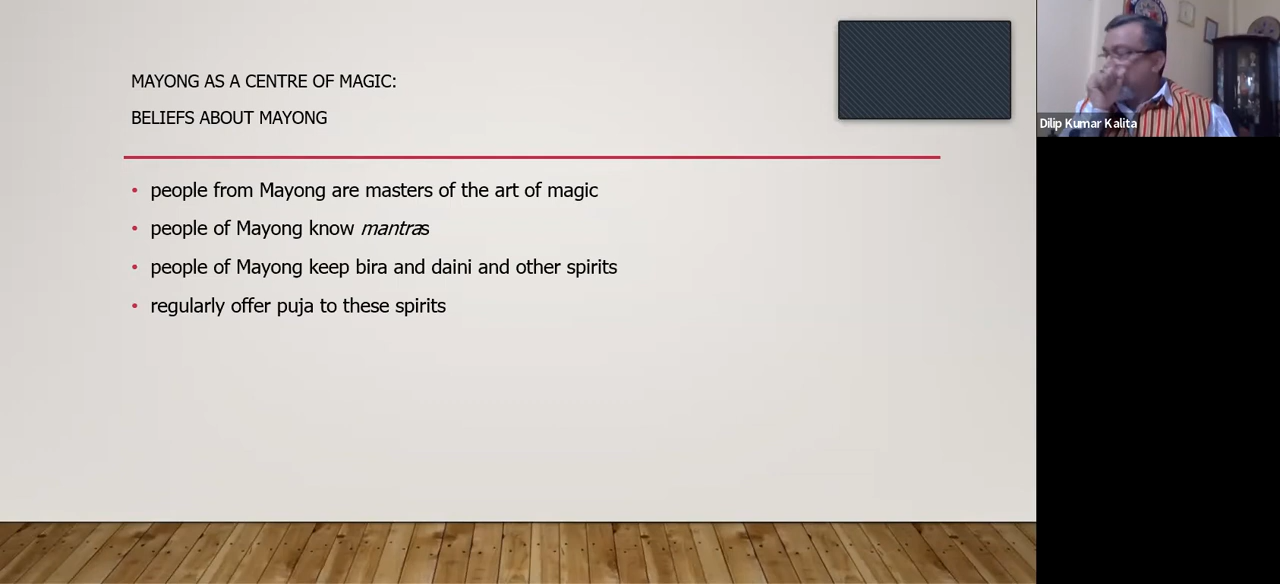 MAYONG AS A CENTRE OF MAGIC:
BELIEFS ABOUT MAYONG
• people from Mayong are masters of the art of magic
• people of Mayong know mantras
• people of Mayong keep bira and daini and other spirits
• regularly offer puja to these spirits
Dilip Kumar Kalita